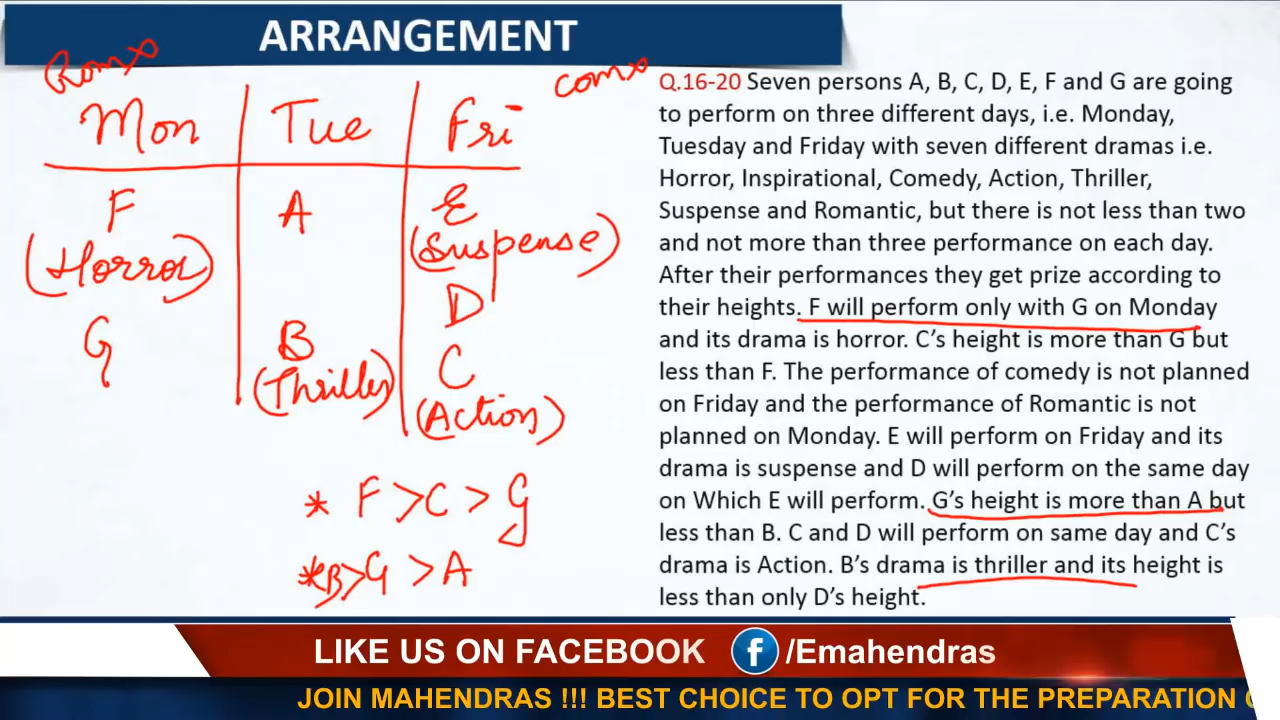 ARRANGEMENT
Romx
comx
Mon Tue Fri
F A E
(Horror) (Suspense)
D
G B C
(Thriller) (Action)
* F >C > G
*B>G > A
Q.16-20 Seven persons A, B, C, D, E, F and G are going
to perform on three different days, i.e. Monday,
Tuesday and Friday with seven different dramas i.e.
Horror, Inspirational, Comedy, Action, Thriller,
Suspense and Romantic, but there is not less than two
and not more than three performance on each day.
After their performances they get prize according to
their heights. F will perform only with G on Monday
and its drama is horror. C’s height is more than G but
less than F. The performance of comedy is not planned
on Friday and the performance of Romantic is not
planned on Monday. E will perform on Friday and its
drama is suspense and D will perform on the same day
on Which E will perform. G’s height is more than A but
less than B. C and D will perform on same day and C’s
drama is Action. B’s drama is thriller and its height is
less than only D’s height.
LIKE US ON FACEBOOK f /Emahendras
JOIN MAHENDRAS !!! BEST CHOICE TO OPT FOR THE PREPARATION